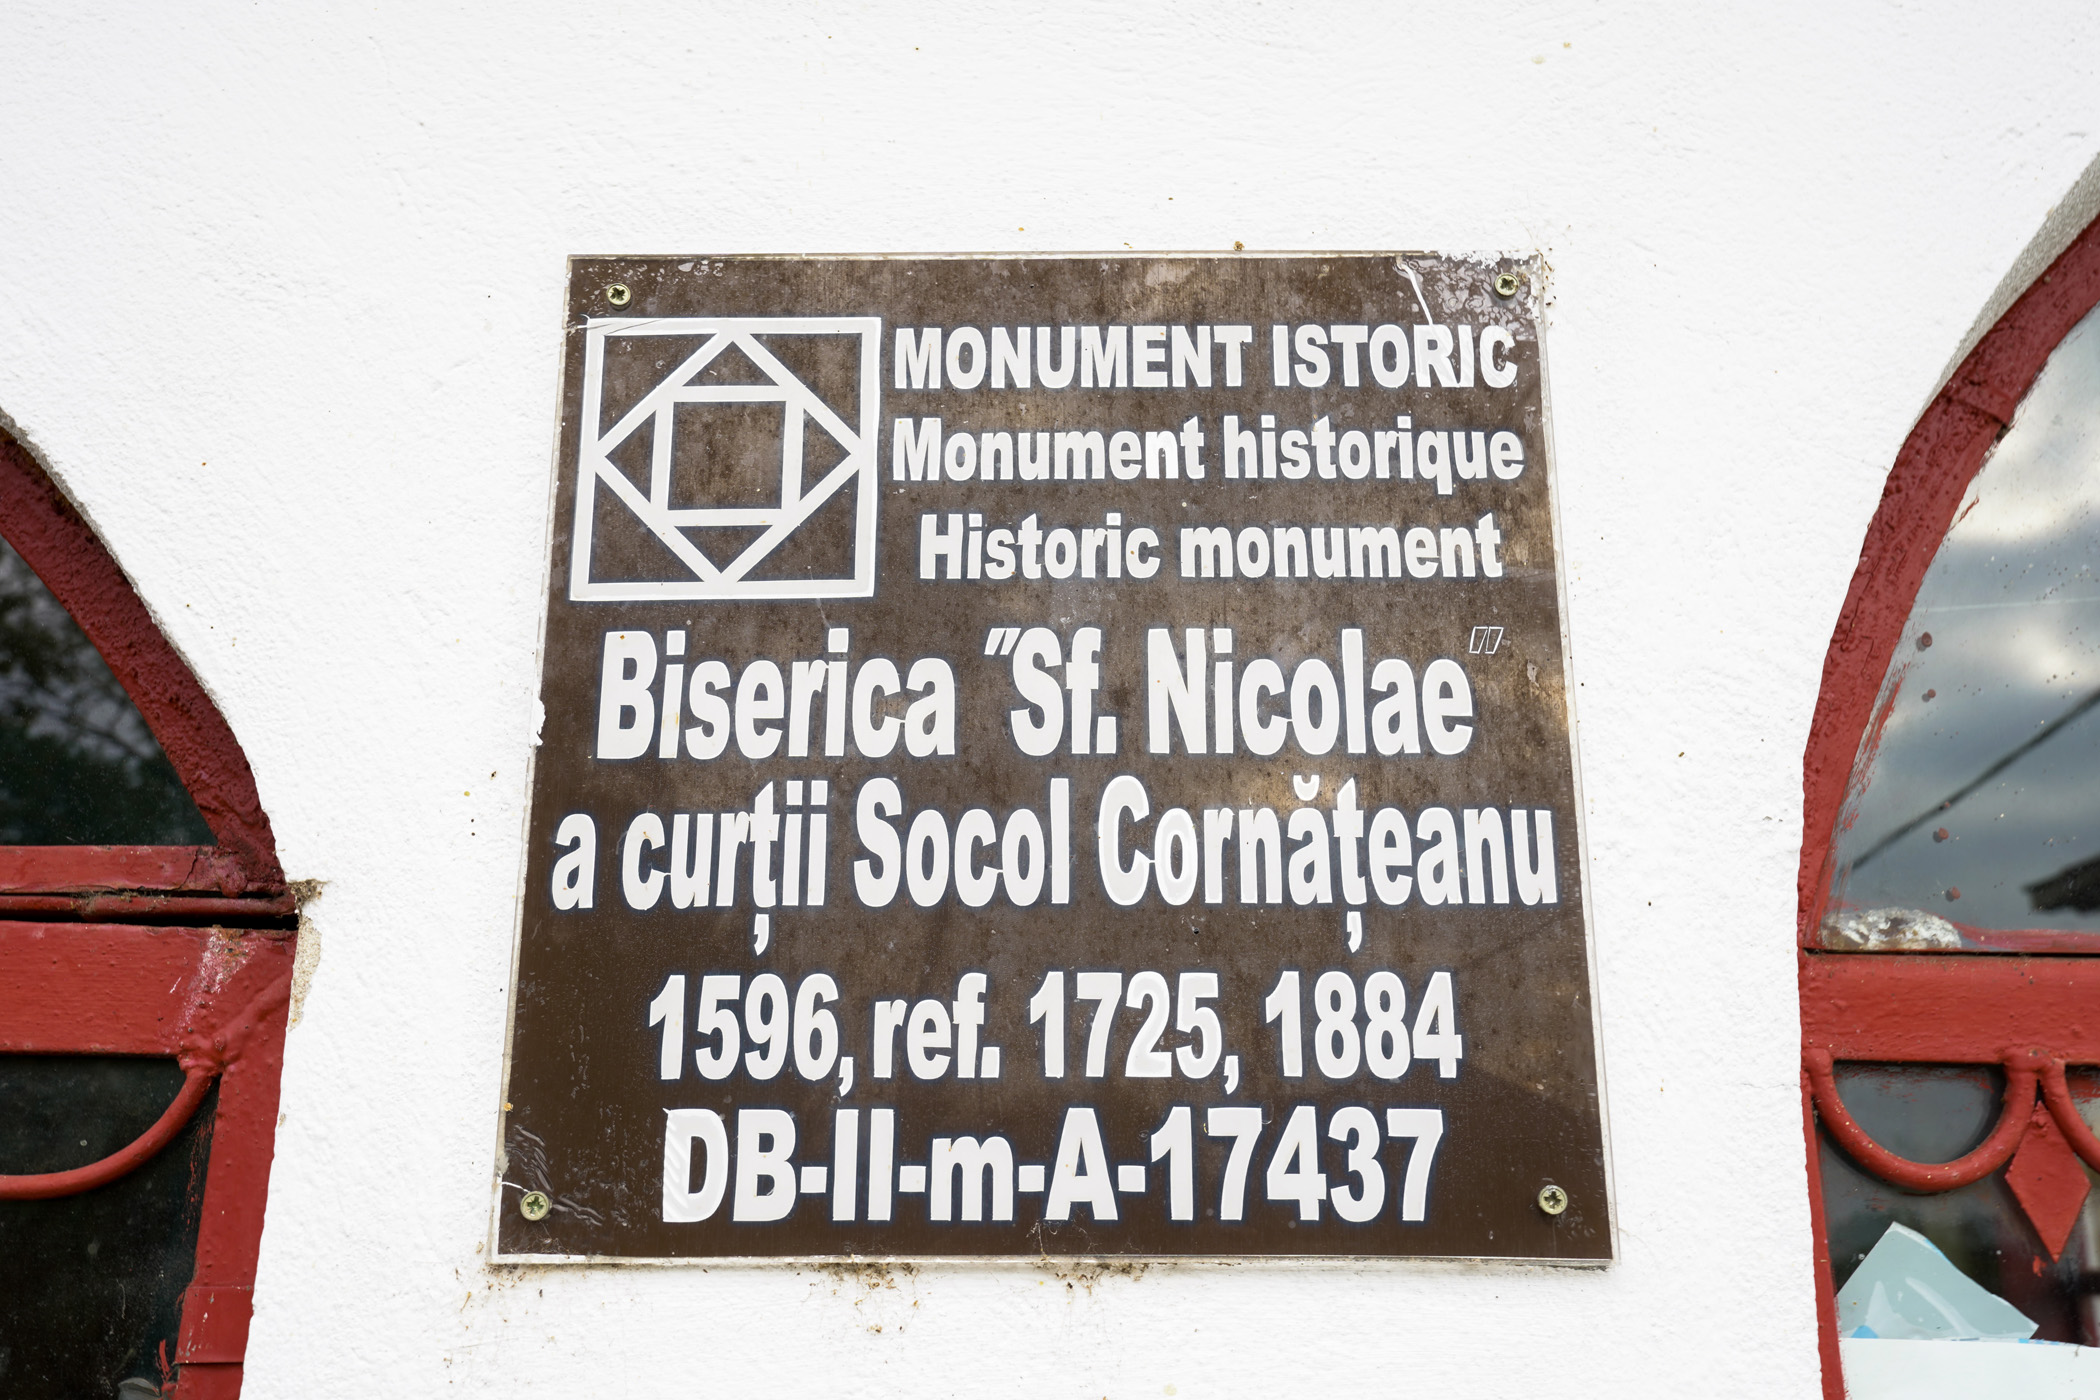 MONUMENT ISTORIC
Monument historique
Historic monument
Biserica "Sf. Nicolae"
a curții Socol Cornățeanu
1596, ref. 1725, 1884
DB-II-m-A-17437